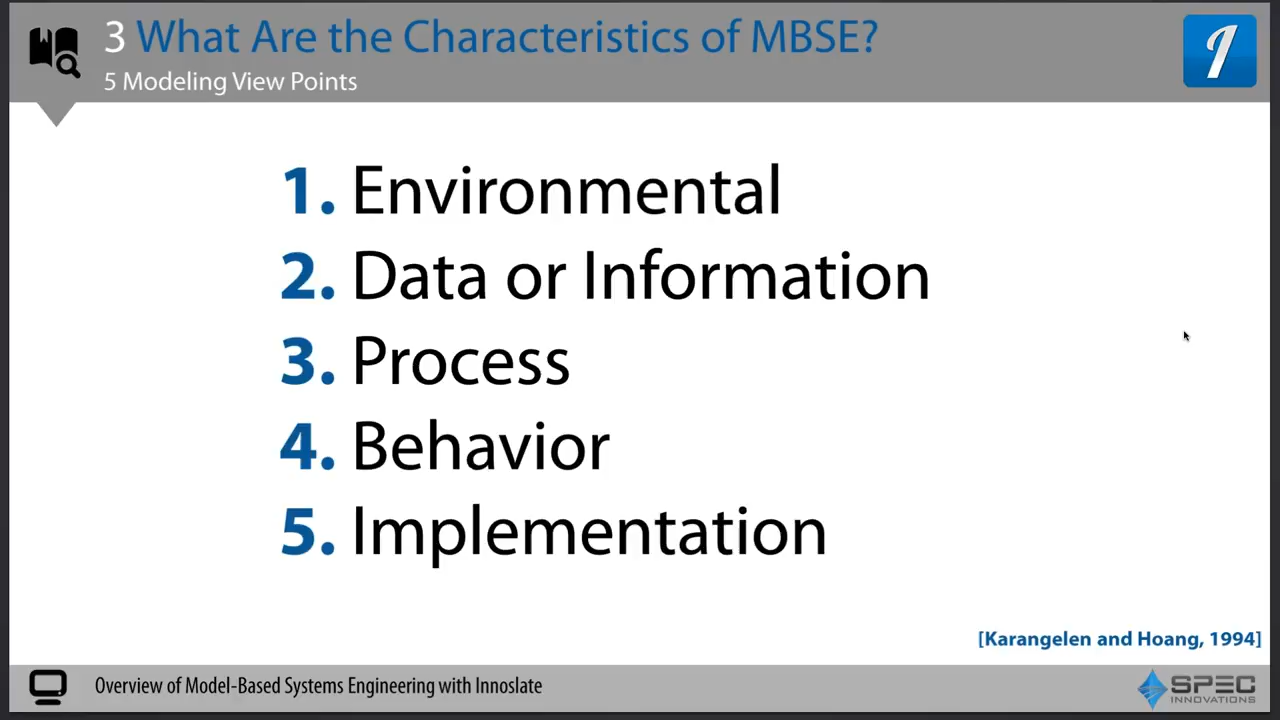 3 What Are the Characteristics of MBSE?
5 Modeling View Points
1. Environmental
2. Data or Information
3. Process
4. Behavior
5. Implementation
[Karangelen and Hoang, 1994]
Overview of Model-Based Systems Engineering with Innoslate
SPEC
INNOVATIONS